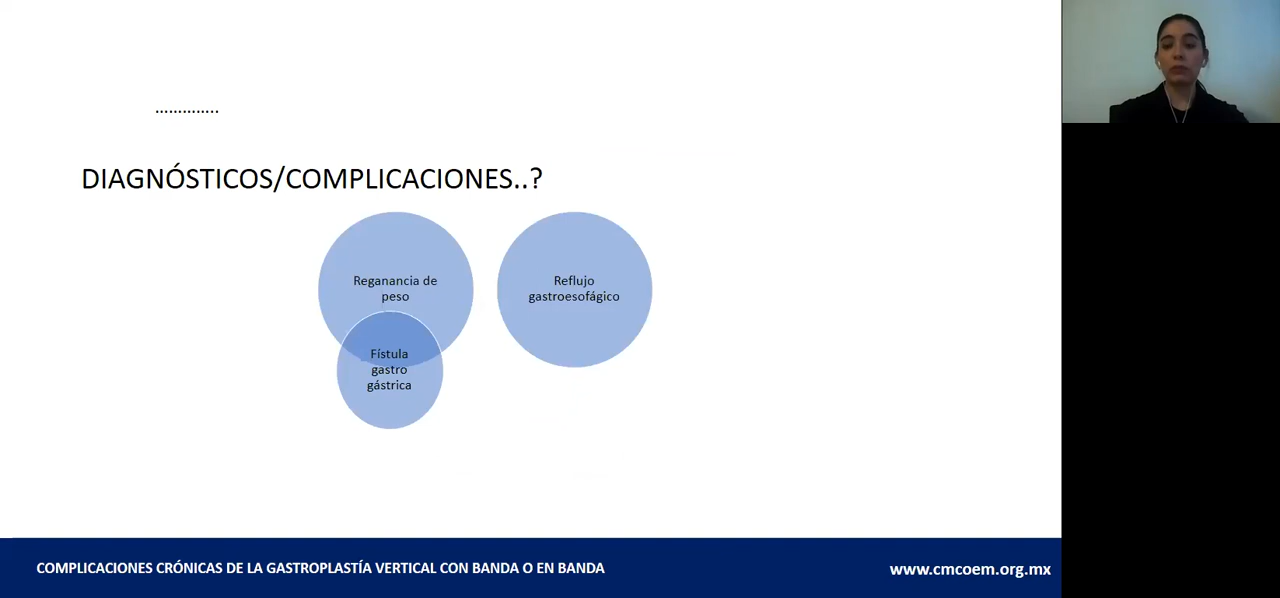 ..............
DIAGNÓSTICOS/COMPLICACIONES..?
Reganancia de
peso
Reflujo
gastroesofágico
Fístula
gastro
gástrica
COMPLICACIONES CRÓNICAS DE LA GASTROPLASTÍA VERTICAL CON BANDA O EN BANDA
www.cmcoem.org.mx